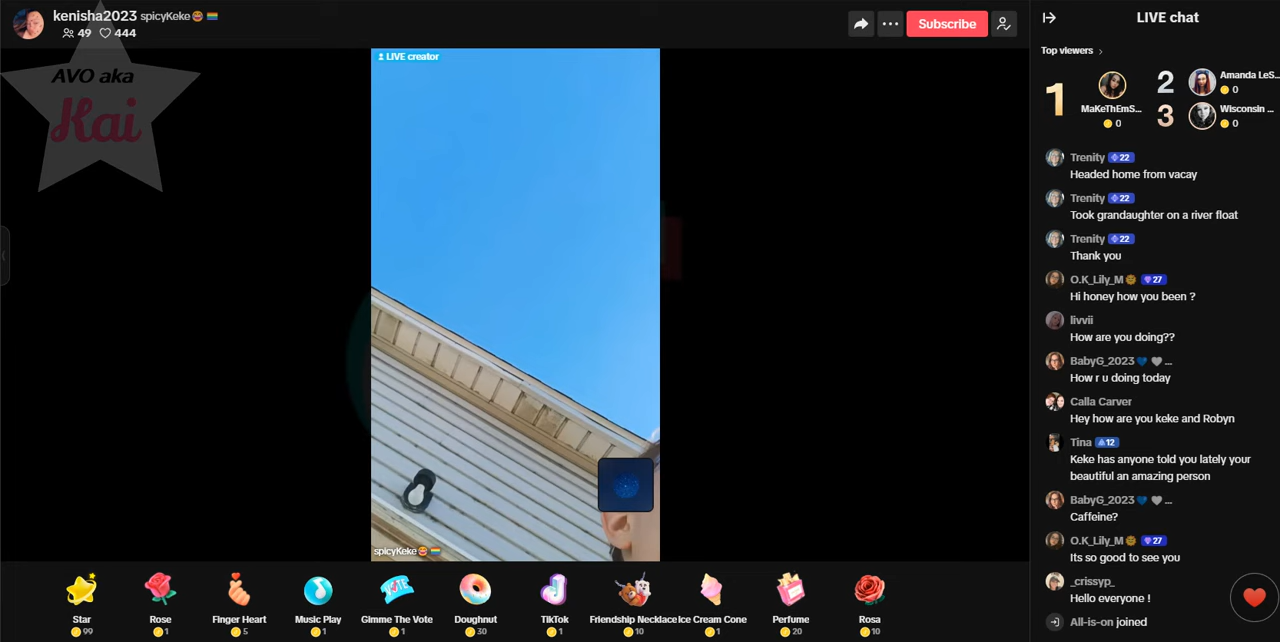 kenisha2023 spicyKeke
49 444
Subscribe
AVO aka
Kai
LIVE creator
spicyKeke
LIVE chat
Top viewers
1
MaKeThEmS...
0
2
Amanda LeS...
0
3
Wisconsin ...
0
Trenity 22
Headed home from vacay
Trenity 22
Took grandaughter on a river float
Trenity 22
Thank you
O.K_Lily_M 27
Hi honey how you been ?
livvii
How are you doing??
BabyG_2023 ...
How r u doing today
Calla Carver
Hey how are you keke and Robyn
Tina 12
Keke has anyone told you lately your
beautiful an amazing person
BabyG_2023 ...
Caffeine?
O.K_Lily_M 27
Its so good to see you
_crissyp_
Hello everyone !
All-is-on joined
Star Rose Finger Heart Music Play Gimme The Vote Doughnut TikTok Friendship Necklace Ice Cream Cone Perfume Rosa
99 1 5 1 1 30 1 10 1 20 10